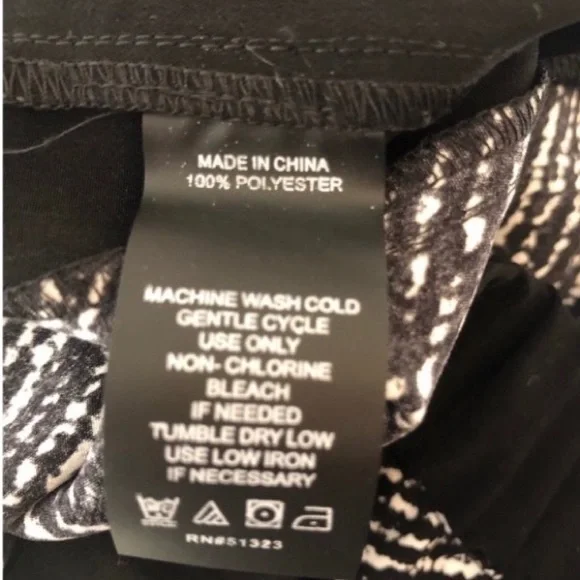 MADE IN CHINA
100% POLYESTER
MACHINE WASH COLD
GENTLE CYCLE
USE ONLY
NON- CHLORINE
BLEACH
IF NEEDED
TUMBLE DRY LOW
USE LOW IRON
IF NECESSARY
RN#51323